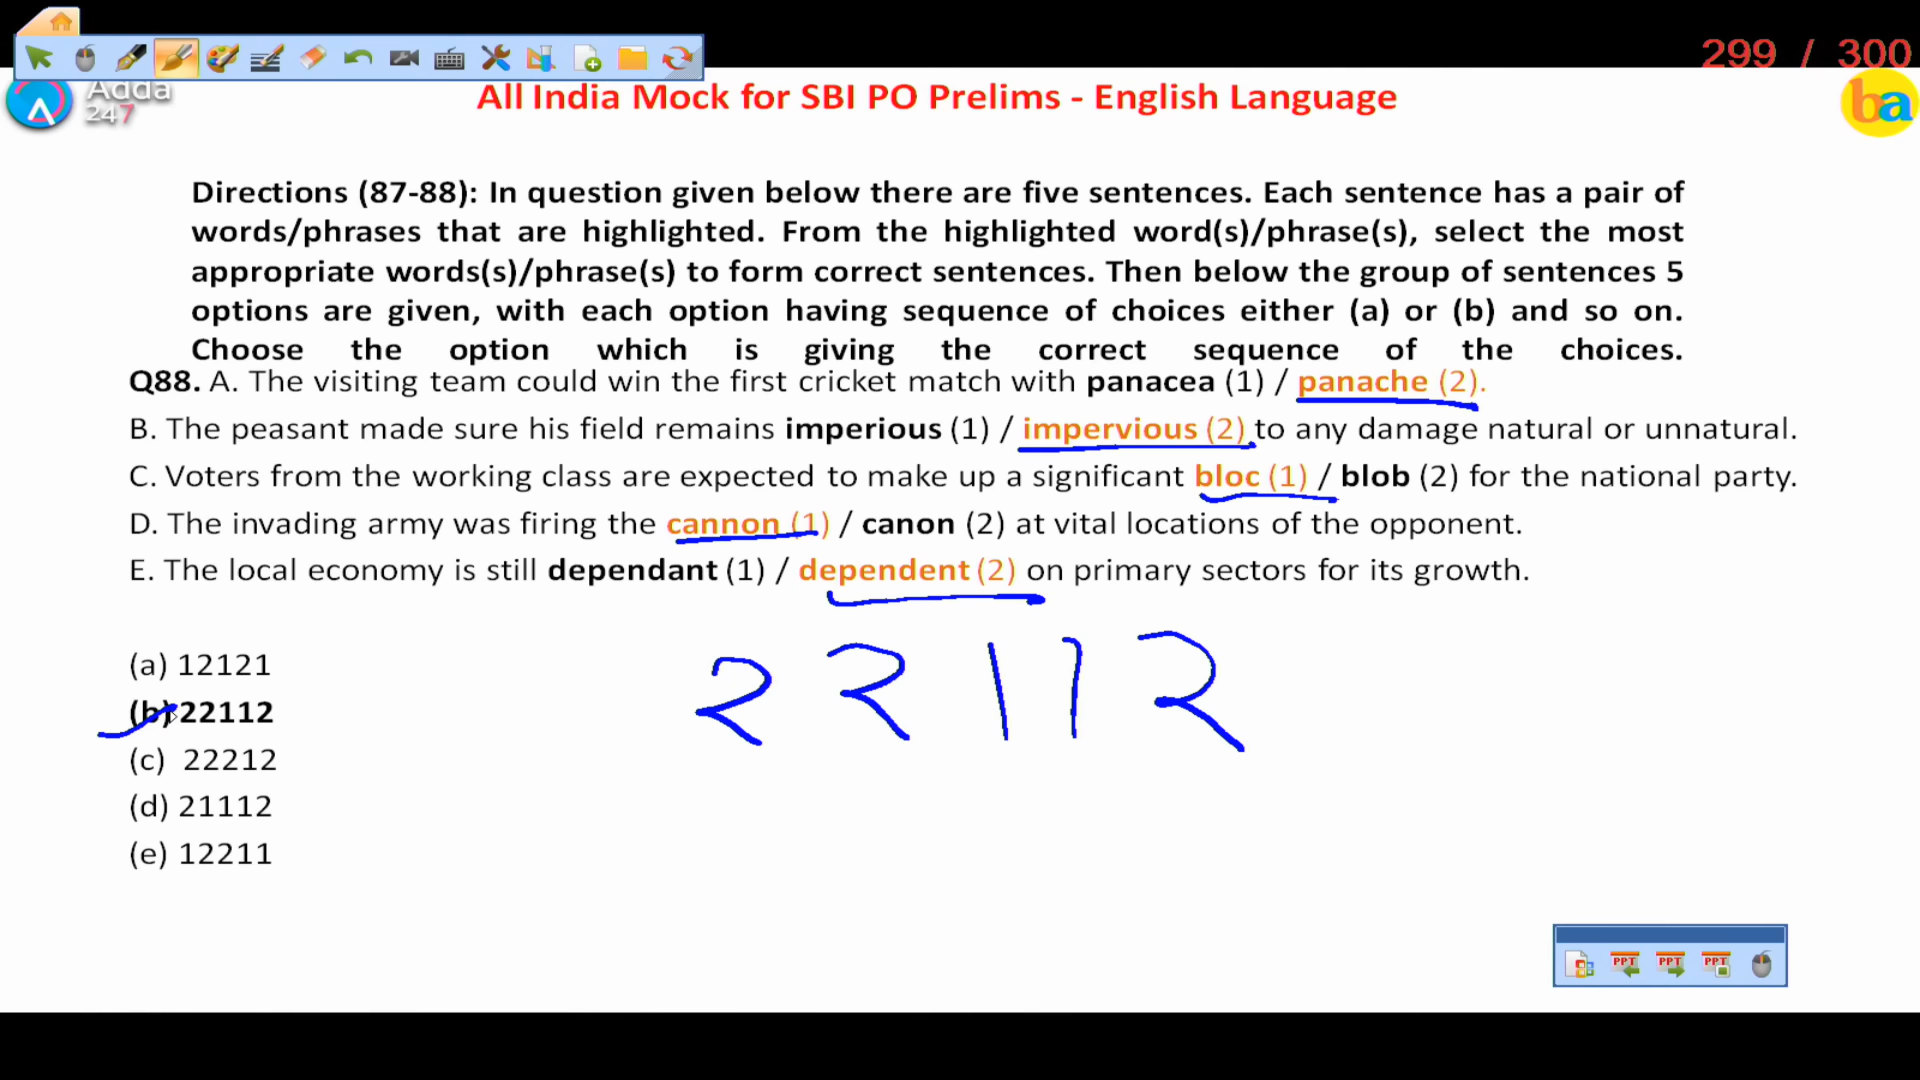 299 / 300
Adda
247
All India Mock for SBI PO Prelims - English Language
ba
Directions (87-88): In question given below there are five sentences. Each sentence has a pair of
words/phrases that are highlighted. From the highlighted word(s)/phrase(s), select the most
appropriate words(s)/phrase(s) to form correct sentences. Then below the group of sentences 5
options are given, with each option having sequence of choices either (a) or (b) and so on.
Choose the option which is giving the correct sequence of the choices.
Q88. A. The visiting team could win the first cricket match with panacea (1) / panache (2).
B. The peasant made sure his field remains imperious (1) / impervious (2) to any damage natural or unnatural.
C. Voters from the working class are expected to make up a significant bloc (1) / blob (2) for the national party.
D. The invading army was firing the cannon (1) / canon (2) at vital locations of the opponent.
E. The local economy is still dependant (1) / dependent (2) on primary sectors for its growth.
(a) 12121
(b) 22112
(c) 22212
(d) 21112
(e) 12211
2 2 1 1 2
PPT PPT PPT